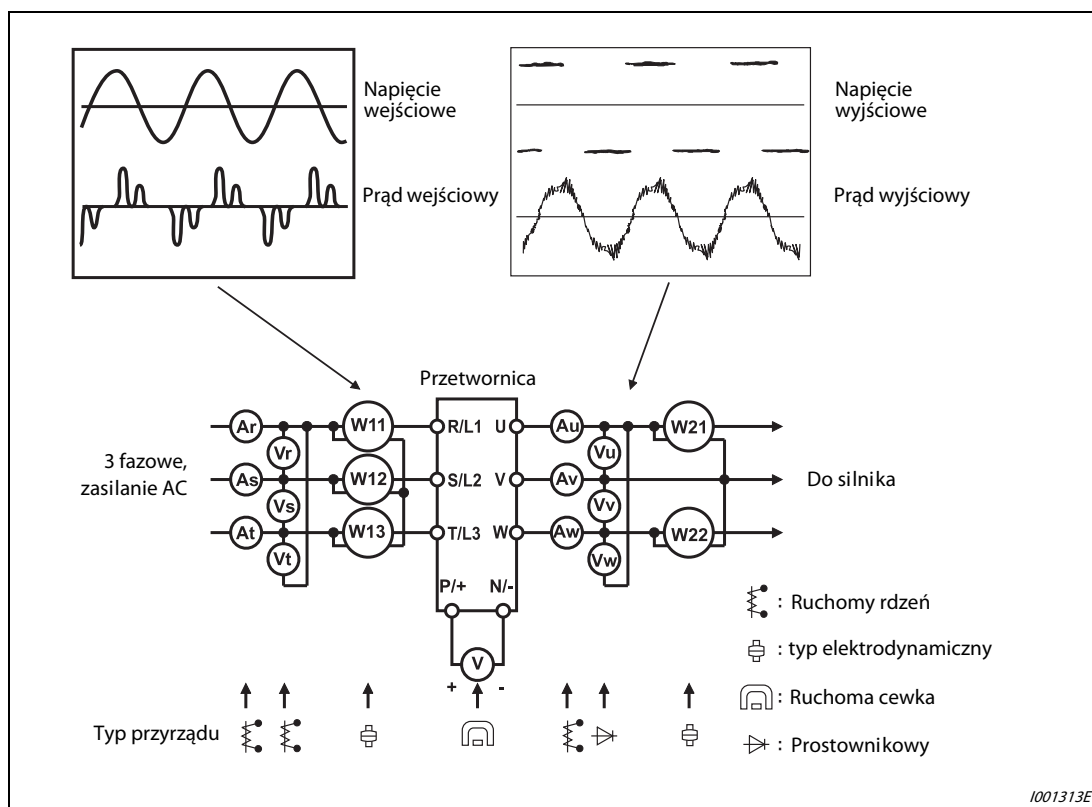 Napięcie
wejściowe
Prąd wejściowy
Napięcie
wyjściowe
Prąd wyjściowy
Przetwornica
3 fazowe,
zasilanie AC
Ar
As
At
Vr
Vs
Vt
W11
W12
W13
R/L1
S/L2
T/L3
U
V
W
P/+
N/-
V
+
-
Au
Av
Aw
Vu
Vv
Vw
W21
W22
Do silnika
: Ruchomy rdzeń
: typ elektrodynamiczny
: Ruchoma cewka
: Prostownikowy
Typ przyrządu
I001313E